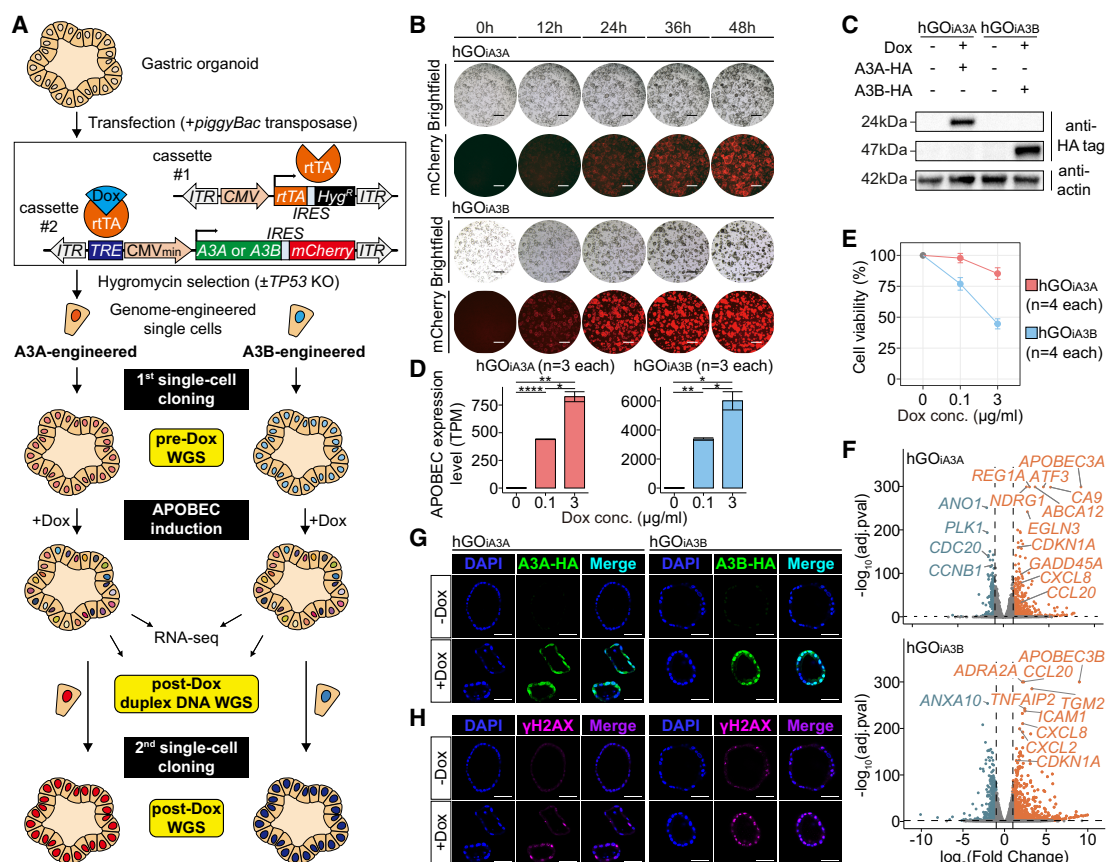 A
Gastric organoid
Transfection (+piggyBac transposase)
cassette
#1
rtTA
ITR CMV rtTA HygR ITR
IRES
Dox
rtTA
cassette
#2
IRES
ITR TRE CMVmin A3A or A3B mCherry ITR
Hygromycin selection (±TP53 KO)
Genome-engineered
single cells
A3A-engineered
A3B-engineered
1st single-cell
cloning
pre-Dox
WGS
+Dox
APOBEC
induction
+Dox
RNA-seq
post-Dox
duplex DNA WGS
2nd single-cell
cloning
post-Dox
WGS
B
0h 12h 24h 36h 48h
hGOiA3A
Brightfield
mCherry
hGOiA3B
Brightfield
mCherry
C
hGOiA3A hGOiA3B
Dox - + - +
A3A-HA - + - -
A3B-HA - - - +
24kDa
47kDa
42kDa
anti-
HA tag
anti-
actin
D
hGOiA3A (n=3 each)
hGOiA3B (n=3 each)
APOBEC expression
level (TPM)
**
**** *
750
500
250
0
0 0.1 3
*
** *
6000
4000
2000
0
0 0.1 3
Dox conc. (μg/ml)
E
Cell viability (%)
100
75
50
25
0
0 0.1 3
Dox conc. (μg/ml)
hGOiA3A
(n=4 each)
hGOiA3B
(n=4 each)
F
hGOiA3A
-log10(adj.pval)
300
200
100
0
APOBEC3A
REG1A ATF3
CA9
ANO1
NDRG1
ABCA12
PLK1
EGLN3
CDC20
CDKN1A
CCNB1
GADD45A
CXCL8
CCL20
hGOiA3B
-log10(adj.pval)
300
200
100
0
APOBEC3B
ADRA2A CCL20
ANXA10
TNFAIP2
TGM2
ICAM1
CXCL8
CXCL2
CDKN1A
-10 -5 0 5 10
log2(Fold Change)
G
hGOiA3A hGOiA3B
DAPI A3A-HA Merge DAPI A3B-HA Merge
-Dox
+Dox
H
DAPI γH2AX Merge DAPI γH2AX Merge
-Dox
+Dox